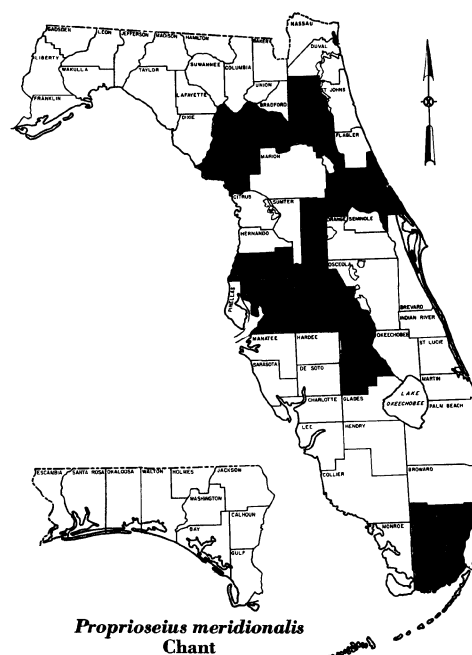 NASSAU
GADSDEN
LEON
JEFFERSON
MADISON
HAMILTON
BAKER
DUVAL
LIBERTY
WAKULLA
TAYLOR
SUWANNEE
COLUMBIA
UNION
BRADFORD
ST JOHNS
FRANKLIN
LAFAYETTE
DIXIE
FLAGLER
MARION
CITRUS
SUMTER
HERNANDO
ORANGE
SEMINOLE
OSCEOLA
PINELLAS
BREVARD
INDIAN RIVER
MANATEE
HARDEE
OKEECHOBEE
ST LUCIE
SARASOTA
DE SOTO
MARTIN
CHARLOTTE
GLADES
LAKE
OKEECHOBEE
PALM BEACH
LEE
HENDRY
COLLIER
BROWARD
MONROE
ESCAMBIA
SANTA ROSA
OKALOOSA
WALTON
HOLMES
JACKSON
WASHINGTON
BAY
CALHOUN
GULF
Proprioseius meridionalis
Chant